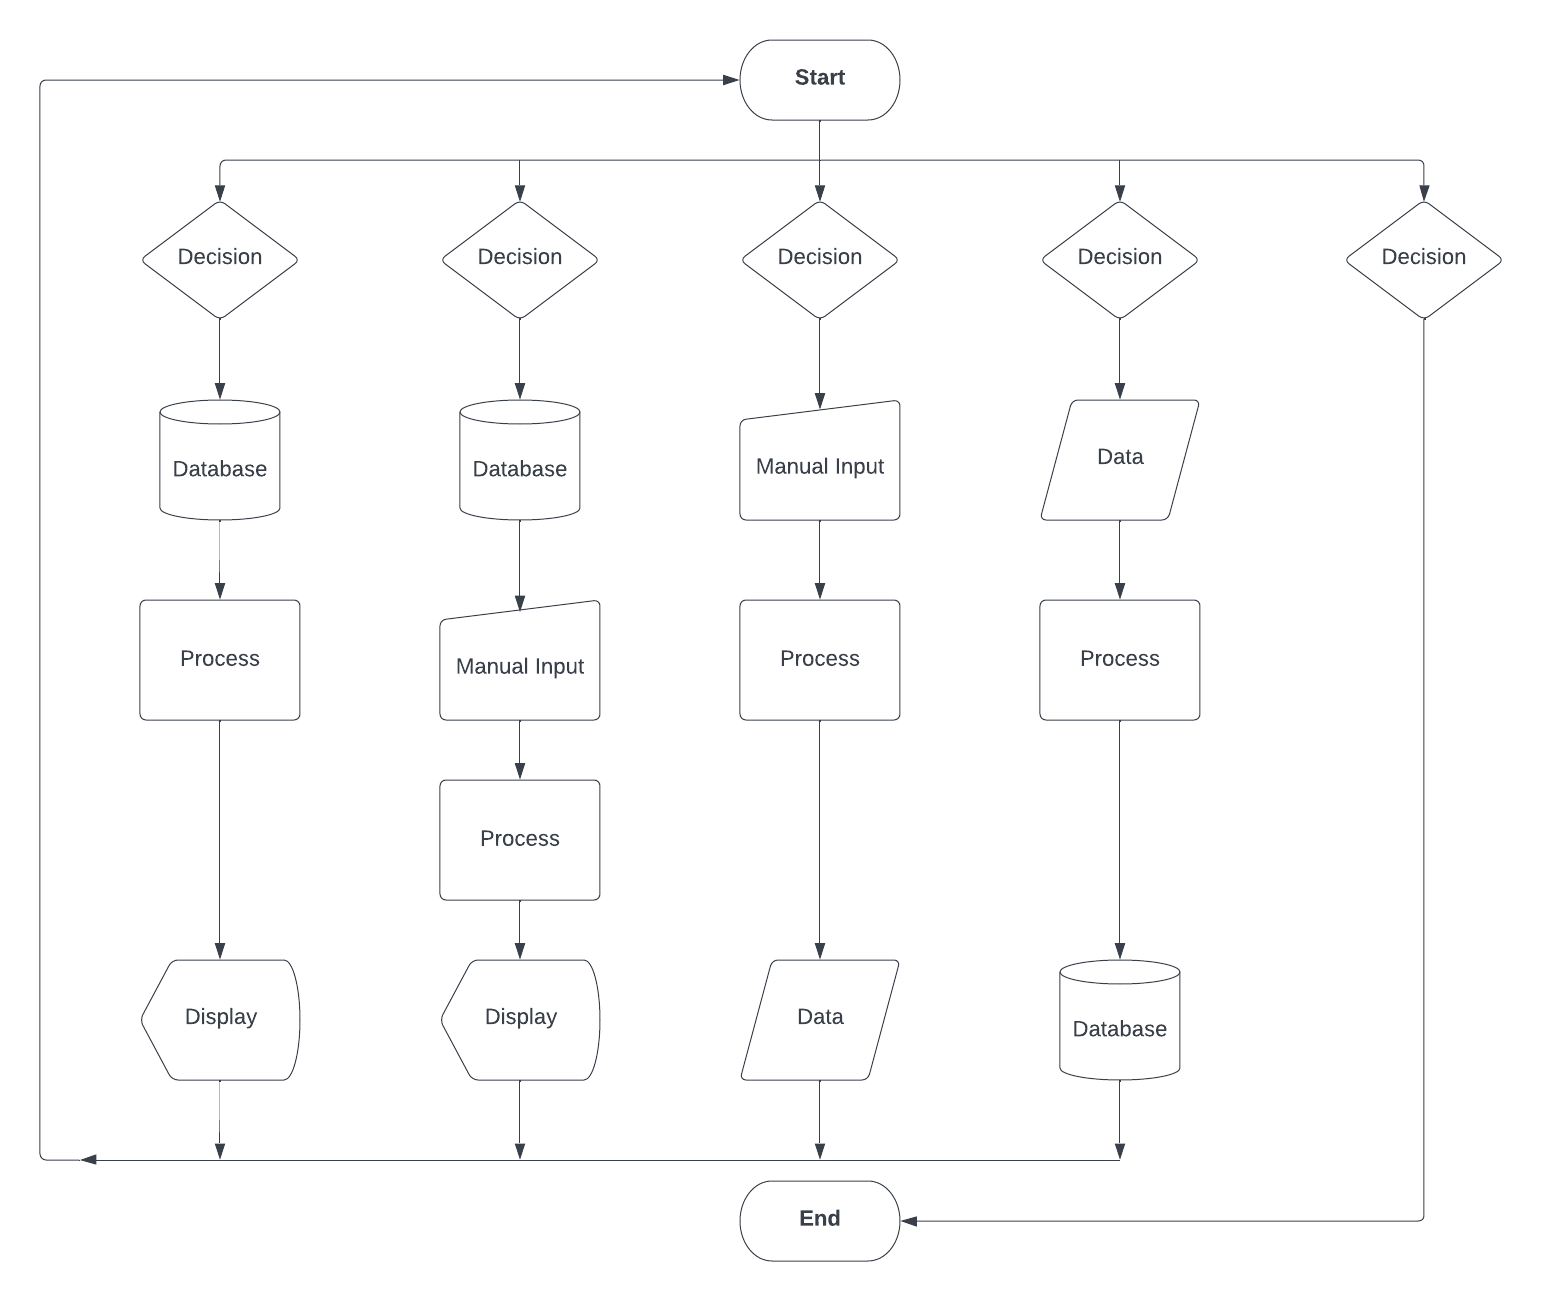 Start
Decision
Decision
Decision
Decision
Decision
Database
Database
Manual Input
Data
Process
Manual Input
Process
Process
Process
Display
Display
Data
Database
End